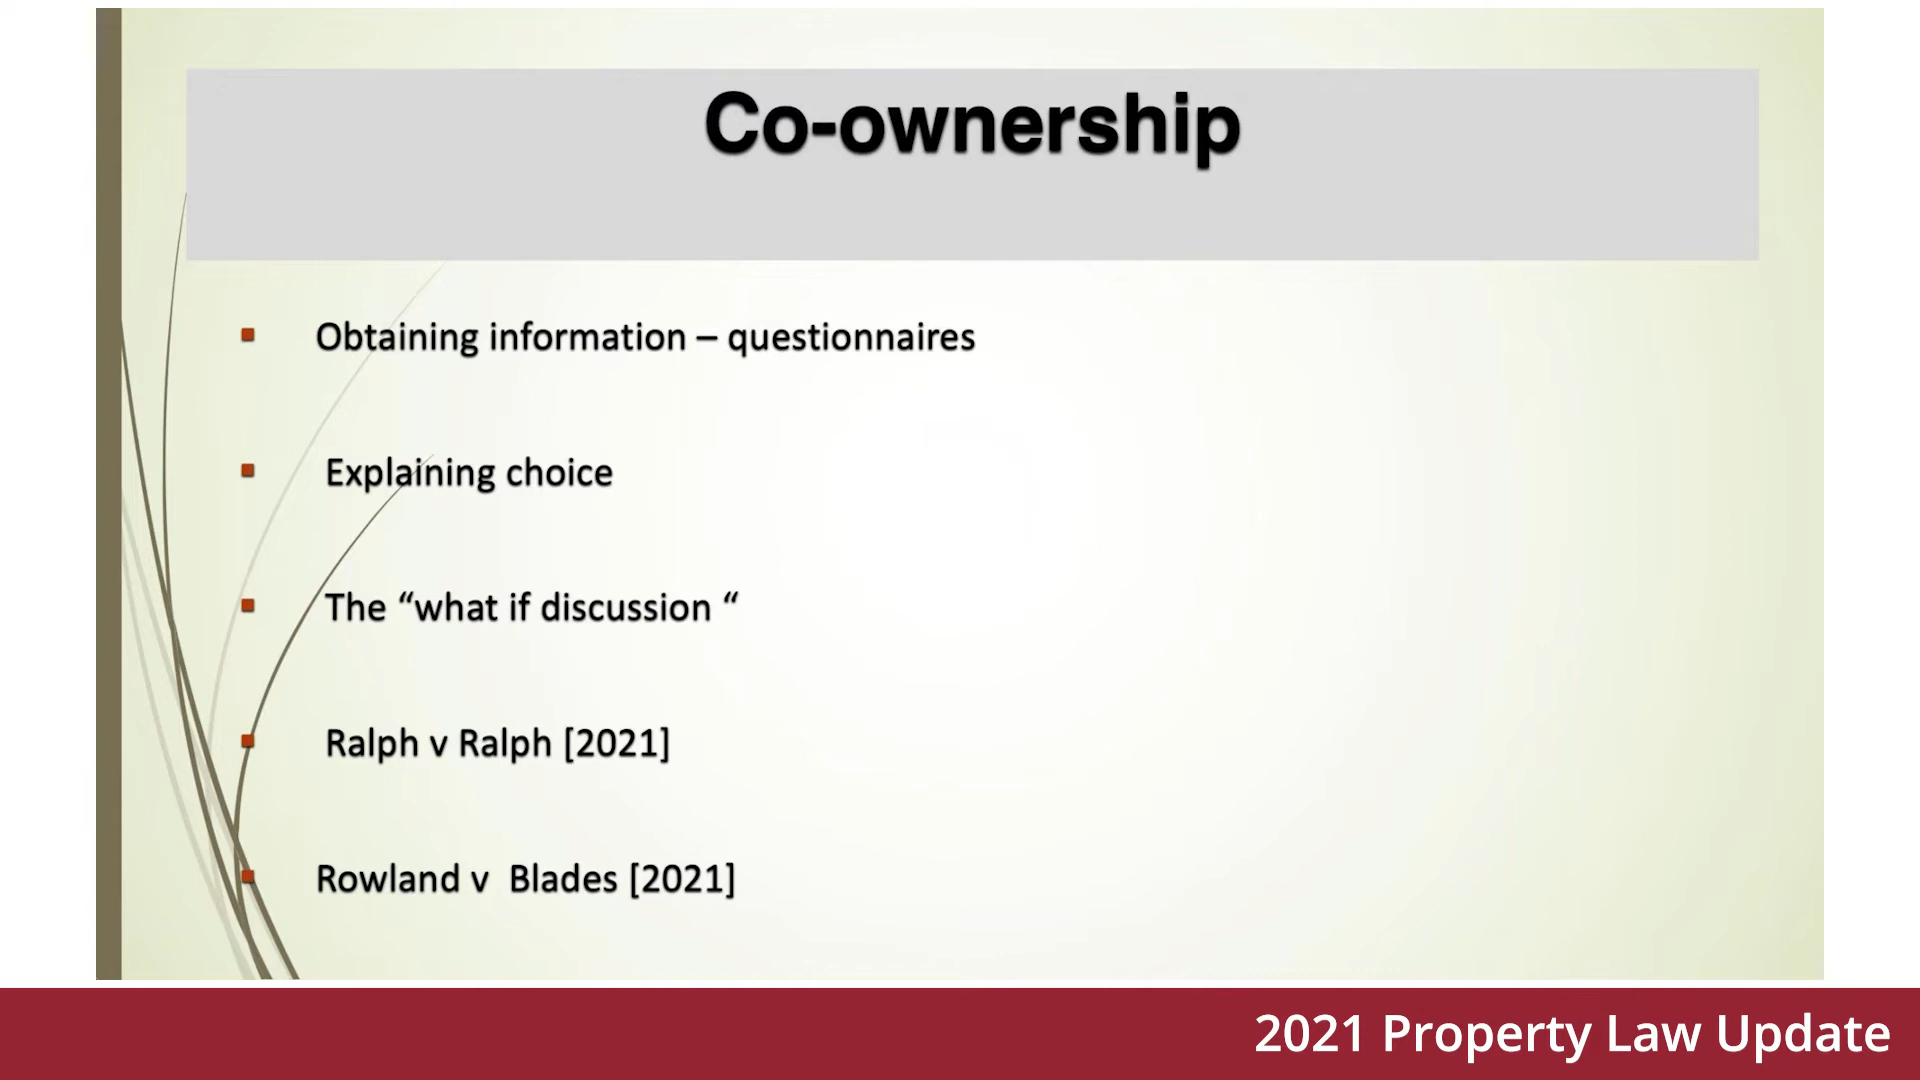 Co-ownership
Obtaining information – questionnaires
Explaining choice
The “what if discussion “
Ralph v Ralph [2021]
Rowland v  Blades [2021]
2021 Property Law Update